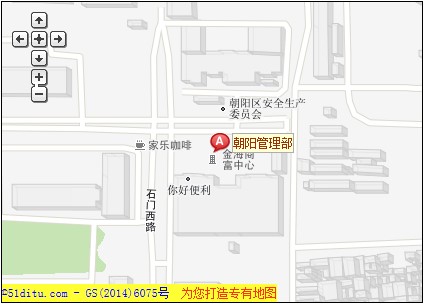 朝阳区安全生产
委员会
家乐咖啡
A
朝阳管理部
金海商
富中心
你好便利
石门西路
©51ditu.com - GS(2014)6075号 为您打造专有地图